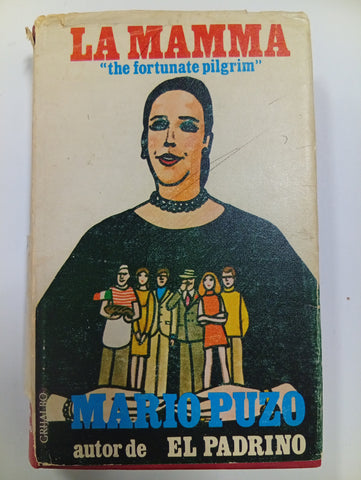 LA MAMMA
“the fortunate pilgrim”
GRIJALBO
MARIO PUZO
autor de EL PADRINO